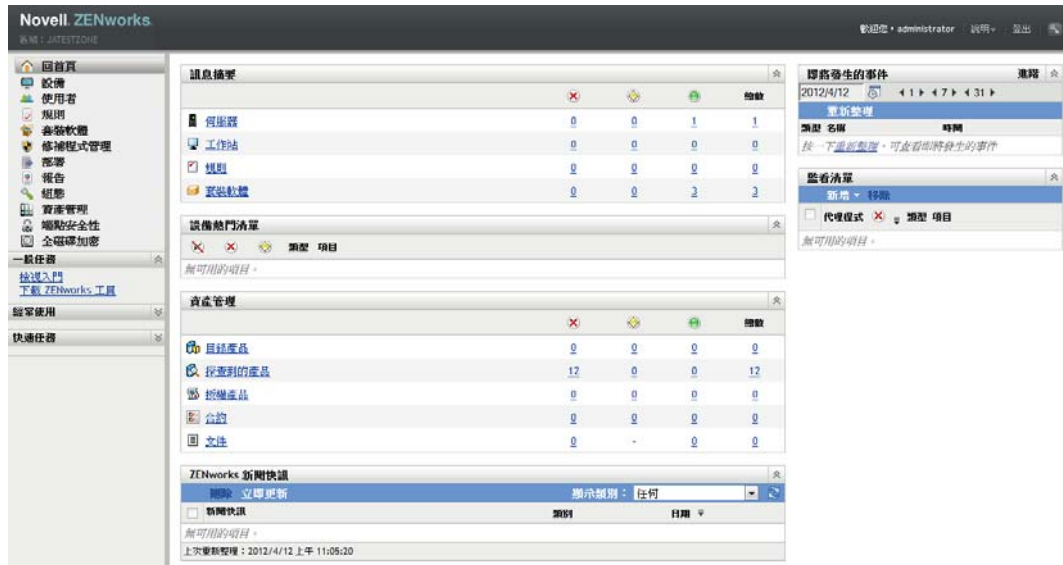 Novell. ZENworks.
區域：JATESTZONE
歡迎您，administrator 說明 登出
回首頁
設備
使用者
規則
套裝軟體
修補程式管理
部署
報告
組態
資產管理
端點安全性
全磁碟加密
一般任務
檢視入門
下載 ZENworks 工具
經常使用
快速任務
訊息摘要
總數
伺服器 0 0 1 1
工作站 0 0 0 0
規則 0 0 0 0
套裝軟體 0 0 3 3
設備熱門清單
類型 項目
無可用的項目。
資產管理
總數
目錄產品 0 0 0 0
探查到的產品 12 0 0 12
授權產品 0 0 0 0
合約 0 0 0 0
文件 0 - 0 0
ZENworks 新聞快訊
刪除 立即更新 顯示類別： 任何
新聞快訊 類別 日期
無可用的項目。
上次重新整理：2012/4/12 上午 11:05:20
即將發生的事件 進階
2012/4/12 1 7 31
重新整理
類型 名稱 時間
按一下重新整理，可查看即將發生的事件
監看清單
新增 移除
代理程式 類型 項目
無可用的項目。